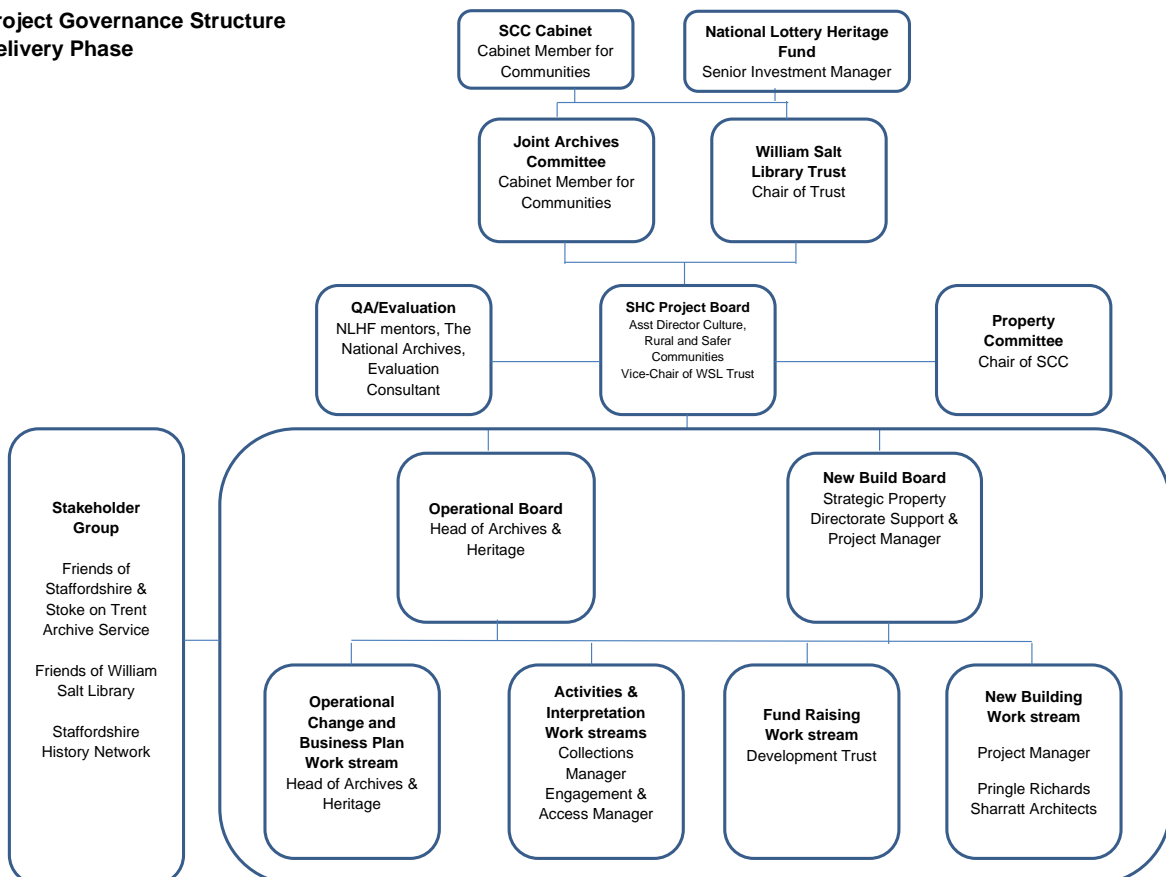 roject Governance Structure
elivery Phase
SCC Cabinet
Cabinet Member for
Communities
National Lottery Heritage
Fund
Senior Investment Manager
Joint Archives
Committee
Cabinet Member for
Communities
William Salt
Library Trust
Chair of Trust
QA/Evaluation
NLHF mentors, The
National Archives,
Evaluation
Consultant
SHC Project Board
Asst Director Culture,
Rural and Safer
Communities
Vice-Chair of WSL Trust
Property
Committee
Chair of SCC
Stakeholder
Group
Friends of
Staffordshire &
Stoke on Trent
Archive Service
Friends of William
Salt Library
Staffordshire
History Network
Operational Board
Head of Archives &
Heritage
New Build Board
Strategic Property
Directorate Support &
Project Manager
Operational
Change and
Business Plan
Work stream
Head of Archives &
Heritage
Activities &
Interpretation
Work streams
Collections
Manager
Engagement &
Access Manager
Fund Raising
Work stream
Development Trust
New Building
Work stream
Project Manager
Pringle Richards
Sharratt Architects